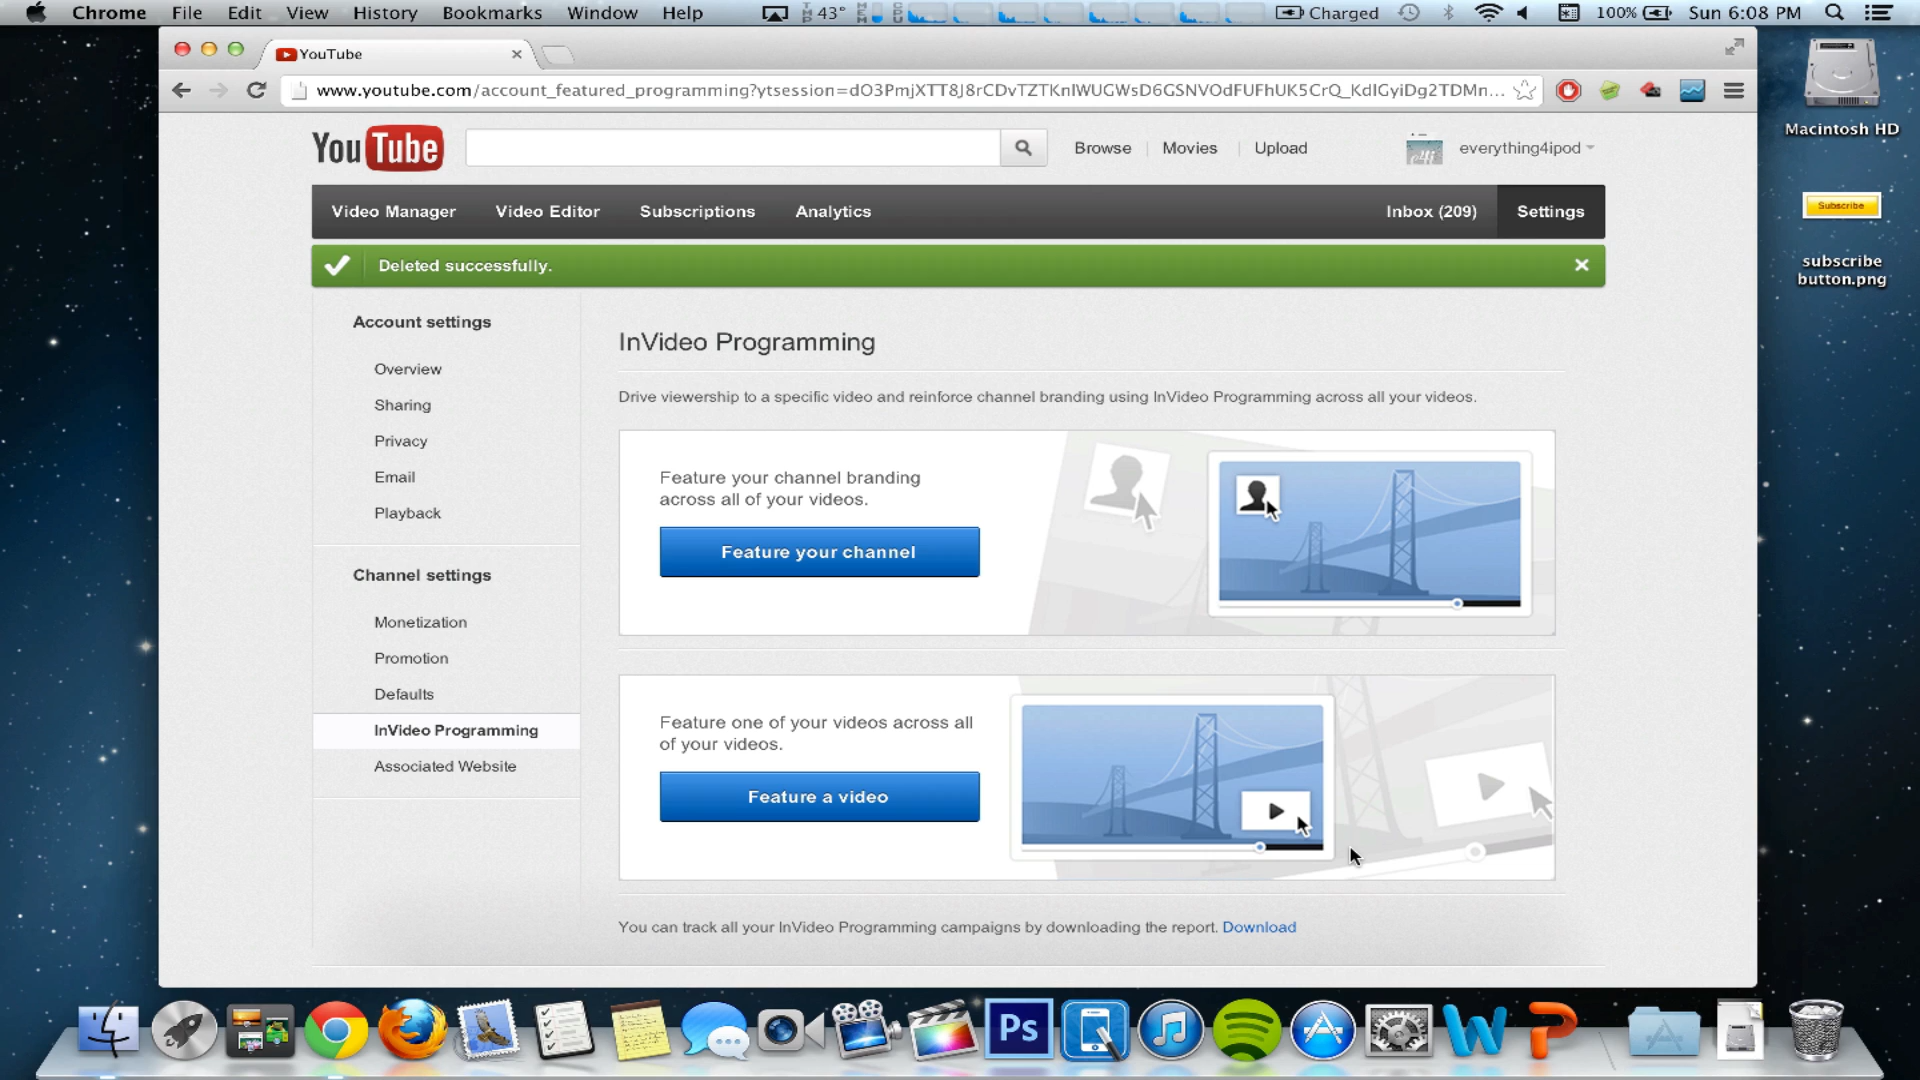 Chrome File Edit View History Bookmarks Window Help 43° Charged 100% Sun 6:08 PM
YouTube
www.youtube.com/account_featured_programming?ytsession=
Macintosh HD
YouTube Browse Movies Upload everything4ipod
Video Manager Video Editor Subscriptions Analytics Inbox (209) Settings
Subscribe
subscribe
button.png
Deleted successfully.
Account settings
Overview
Sharing
Privacy
Email
Playback
Channel settings
Monetization
Promotion
Defaults
InVideo Programming
Associated Website
InVideo Programming
Drive viewership to a specific video and reinforce channel branding using InVideo Programming across all your videos.
Feature your channel branding
across all of your videos.
Feature your channel
Feature one of your videos across all
of your videos.
Feature a video
You can track all your InVideo Programming campaigns by downloading the report. Download
Ps